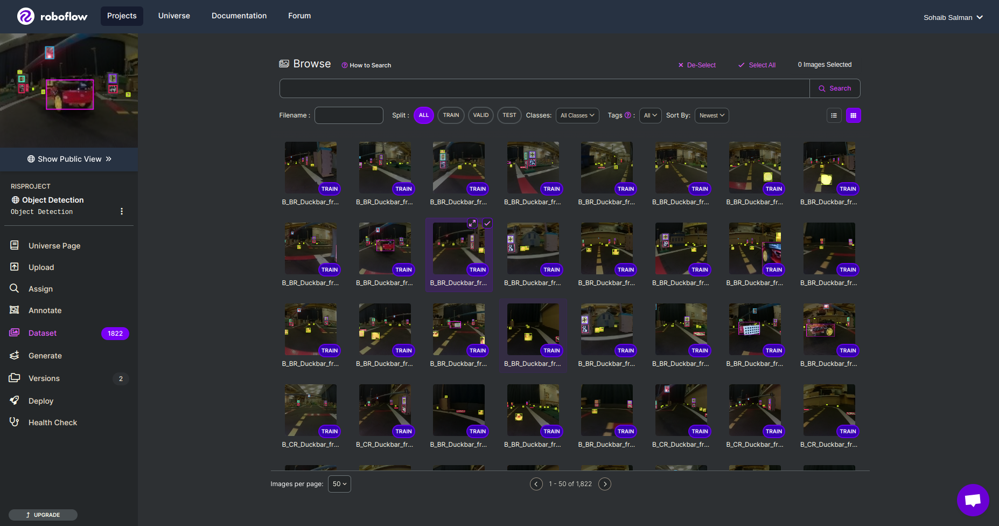 roboflow
Projects
Universe
Documentation
Forum
Sohaib Salman
Show Public View
RISPROJECT
Object Detection
Object Detection
Universe Page
Upload
Assign
Annotate
Dataset 1822
Generate
Versions 2
Deploy
Health Check
UPGRADE
Browse
How to Search
De-Select
Select All
0 Images Selected
Search
Filename :
Split : ALL TRAIN VALID TEST
Classes: All Classes
Tags : All
Sort By: Newest
TRAIN TRAIN TRAIN TRAIN TRAIN TRAIN TRAIN TRAIN
B_BR_Duckbar_fr... B_BR_Duckbar_fr... B_BR_Duckbar_fr... B_BR_Duckbar_fr... B_BR_Duckbar_fr... B_BR_Duckbar_fr... B_BR_Duckbar_fr... B_BR_Duckbar_fr...
TRAIN TRAIN TRAIN TRAIN TRAIN TRAIN TRAIN TRAIN
B_BR_Duckbar_fr... B_BR_Duckbar_fr... B_BR_Duckbar_fr... B_BR_Duckbar_fr... B_BR_Duckbar_fr... B_BR_Duckbar_fr... B_BR_Duckbar_fr... B_BR_Duckbar_fr...
TRAIN TRAIN TRAIN TRAIN TRAIN TRAIN TRAIN TRAIN
B_BR_Duckbar_fr... B_BR_Duckbar_fr... B_BR_Duckbar_fr... B_BR_Duckbar_fr... B_BR_Duckbar_fr... B_BR_Duckbar_fr... B_BR_Duckbar_fr... B_BR_Duckbar_fr...
TRAIN TRAIN TRAIN TRAIN TRAIN TRAIN TRAIN TRAIN
B_CR_Duckbar_fr... B_CR_Duckbar_fr... B_BR_Duckbar_fr... B_BR_Duckbar_fr... B_BR_Duckbar_fr... B_CR_Duckbar_fr... B_CR_Duckbar_fr... B_CR_Duckbar_fr...
Images per page: 50
1 - 50 of 1,822